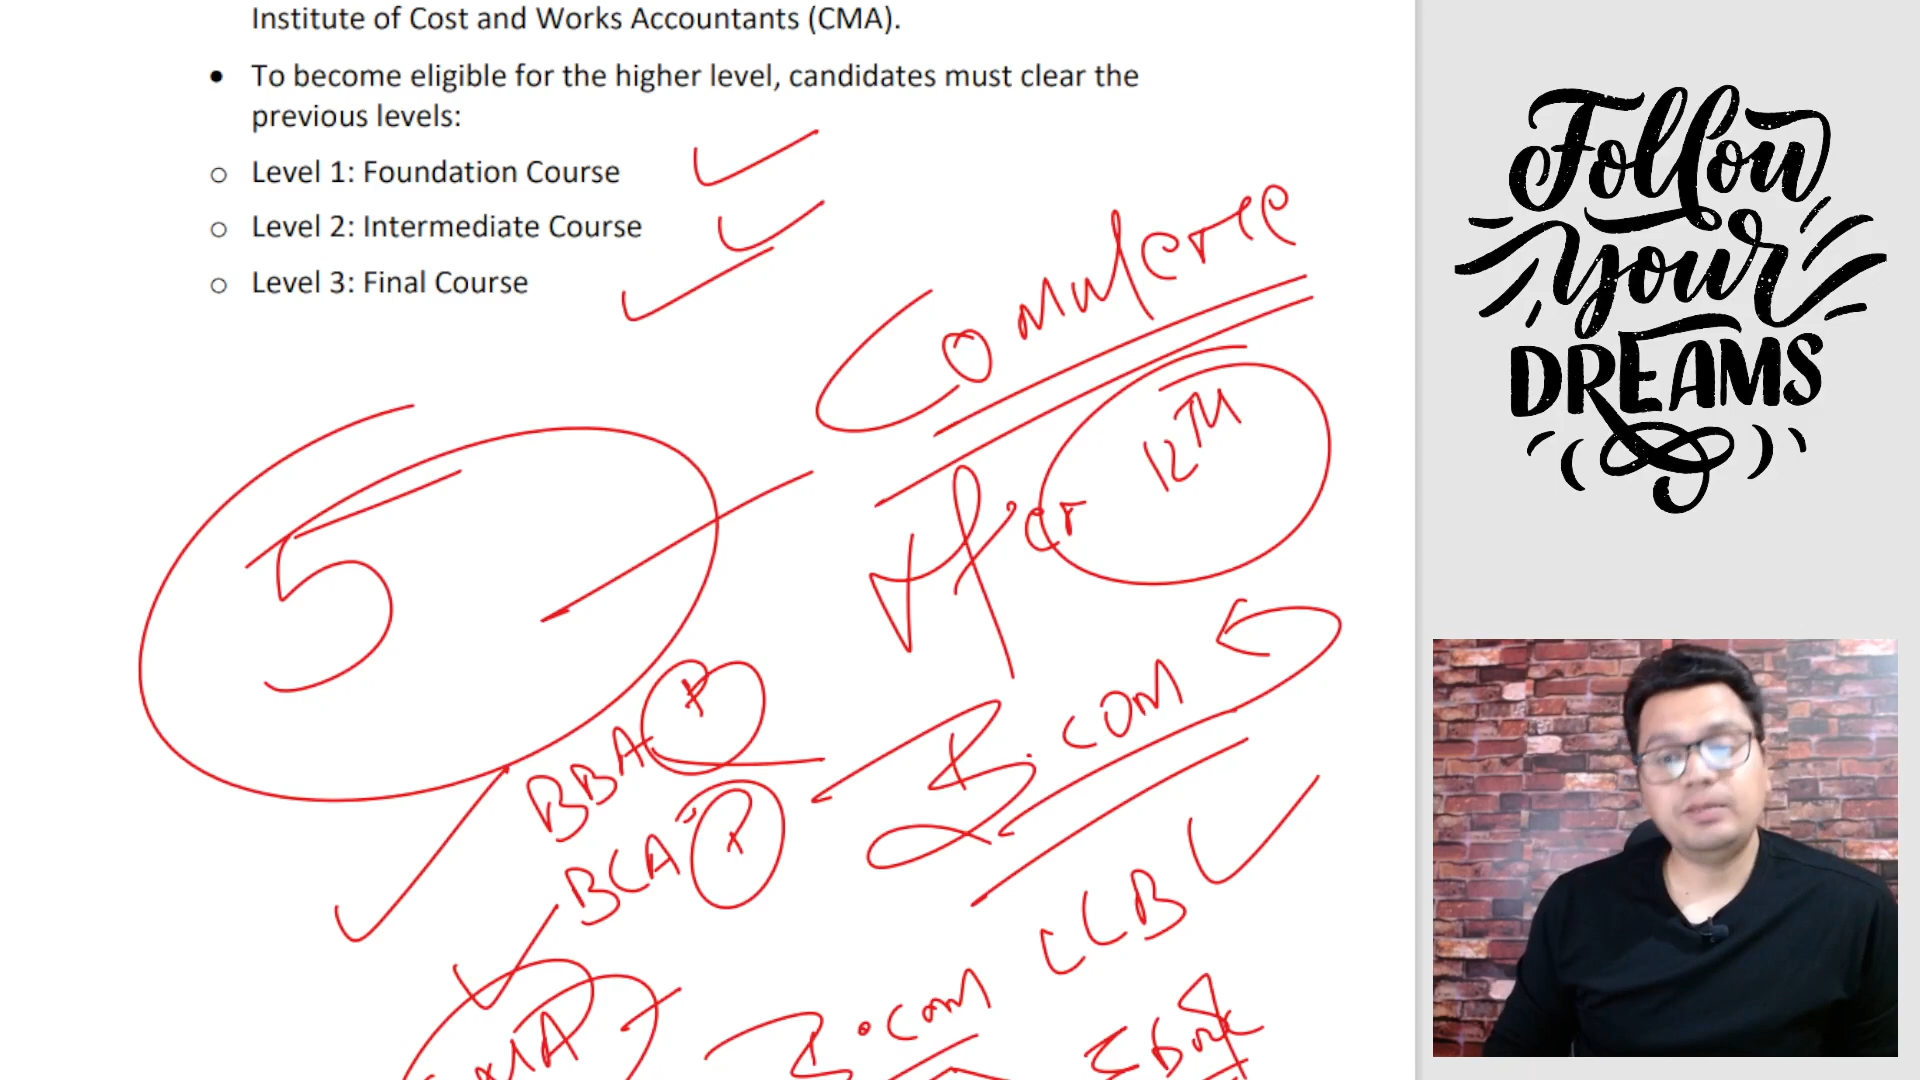 Institute of Cost and Works Accountants (CMA).
• To become eligible for the higher level, candidates must clear the
previous levels:
o Level 1: Foundation Course
o Level 2: Intermediate Course
o Level 3: Final Course
Follow
Your
DREAMS
Commerce
After 12TH
5
B.COM
BBA
BCA
LLB
B.com